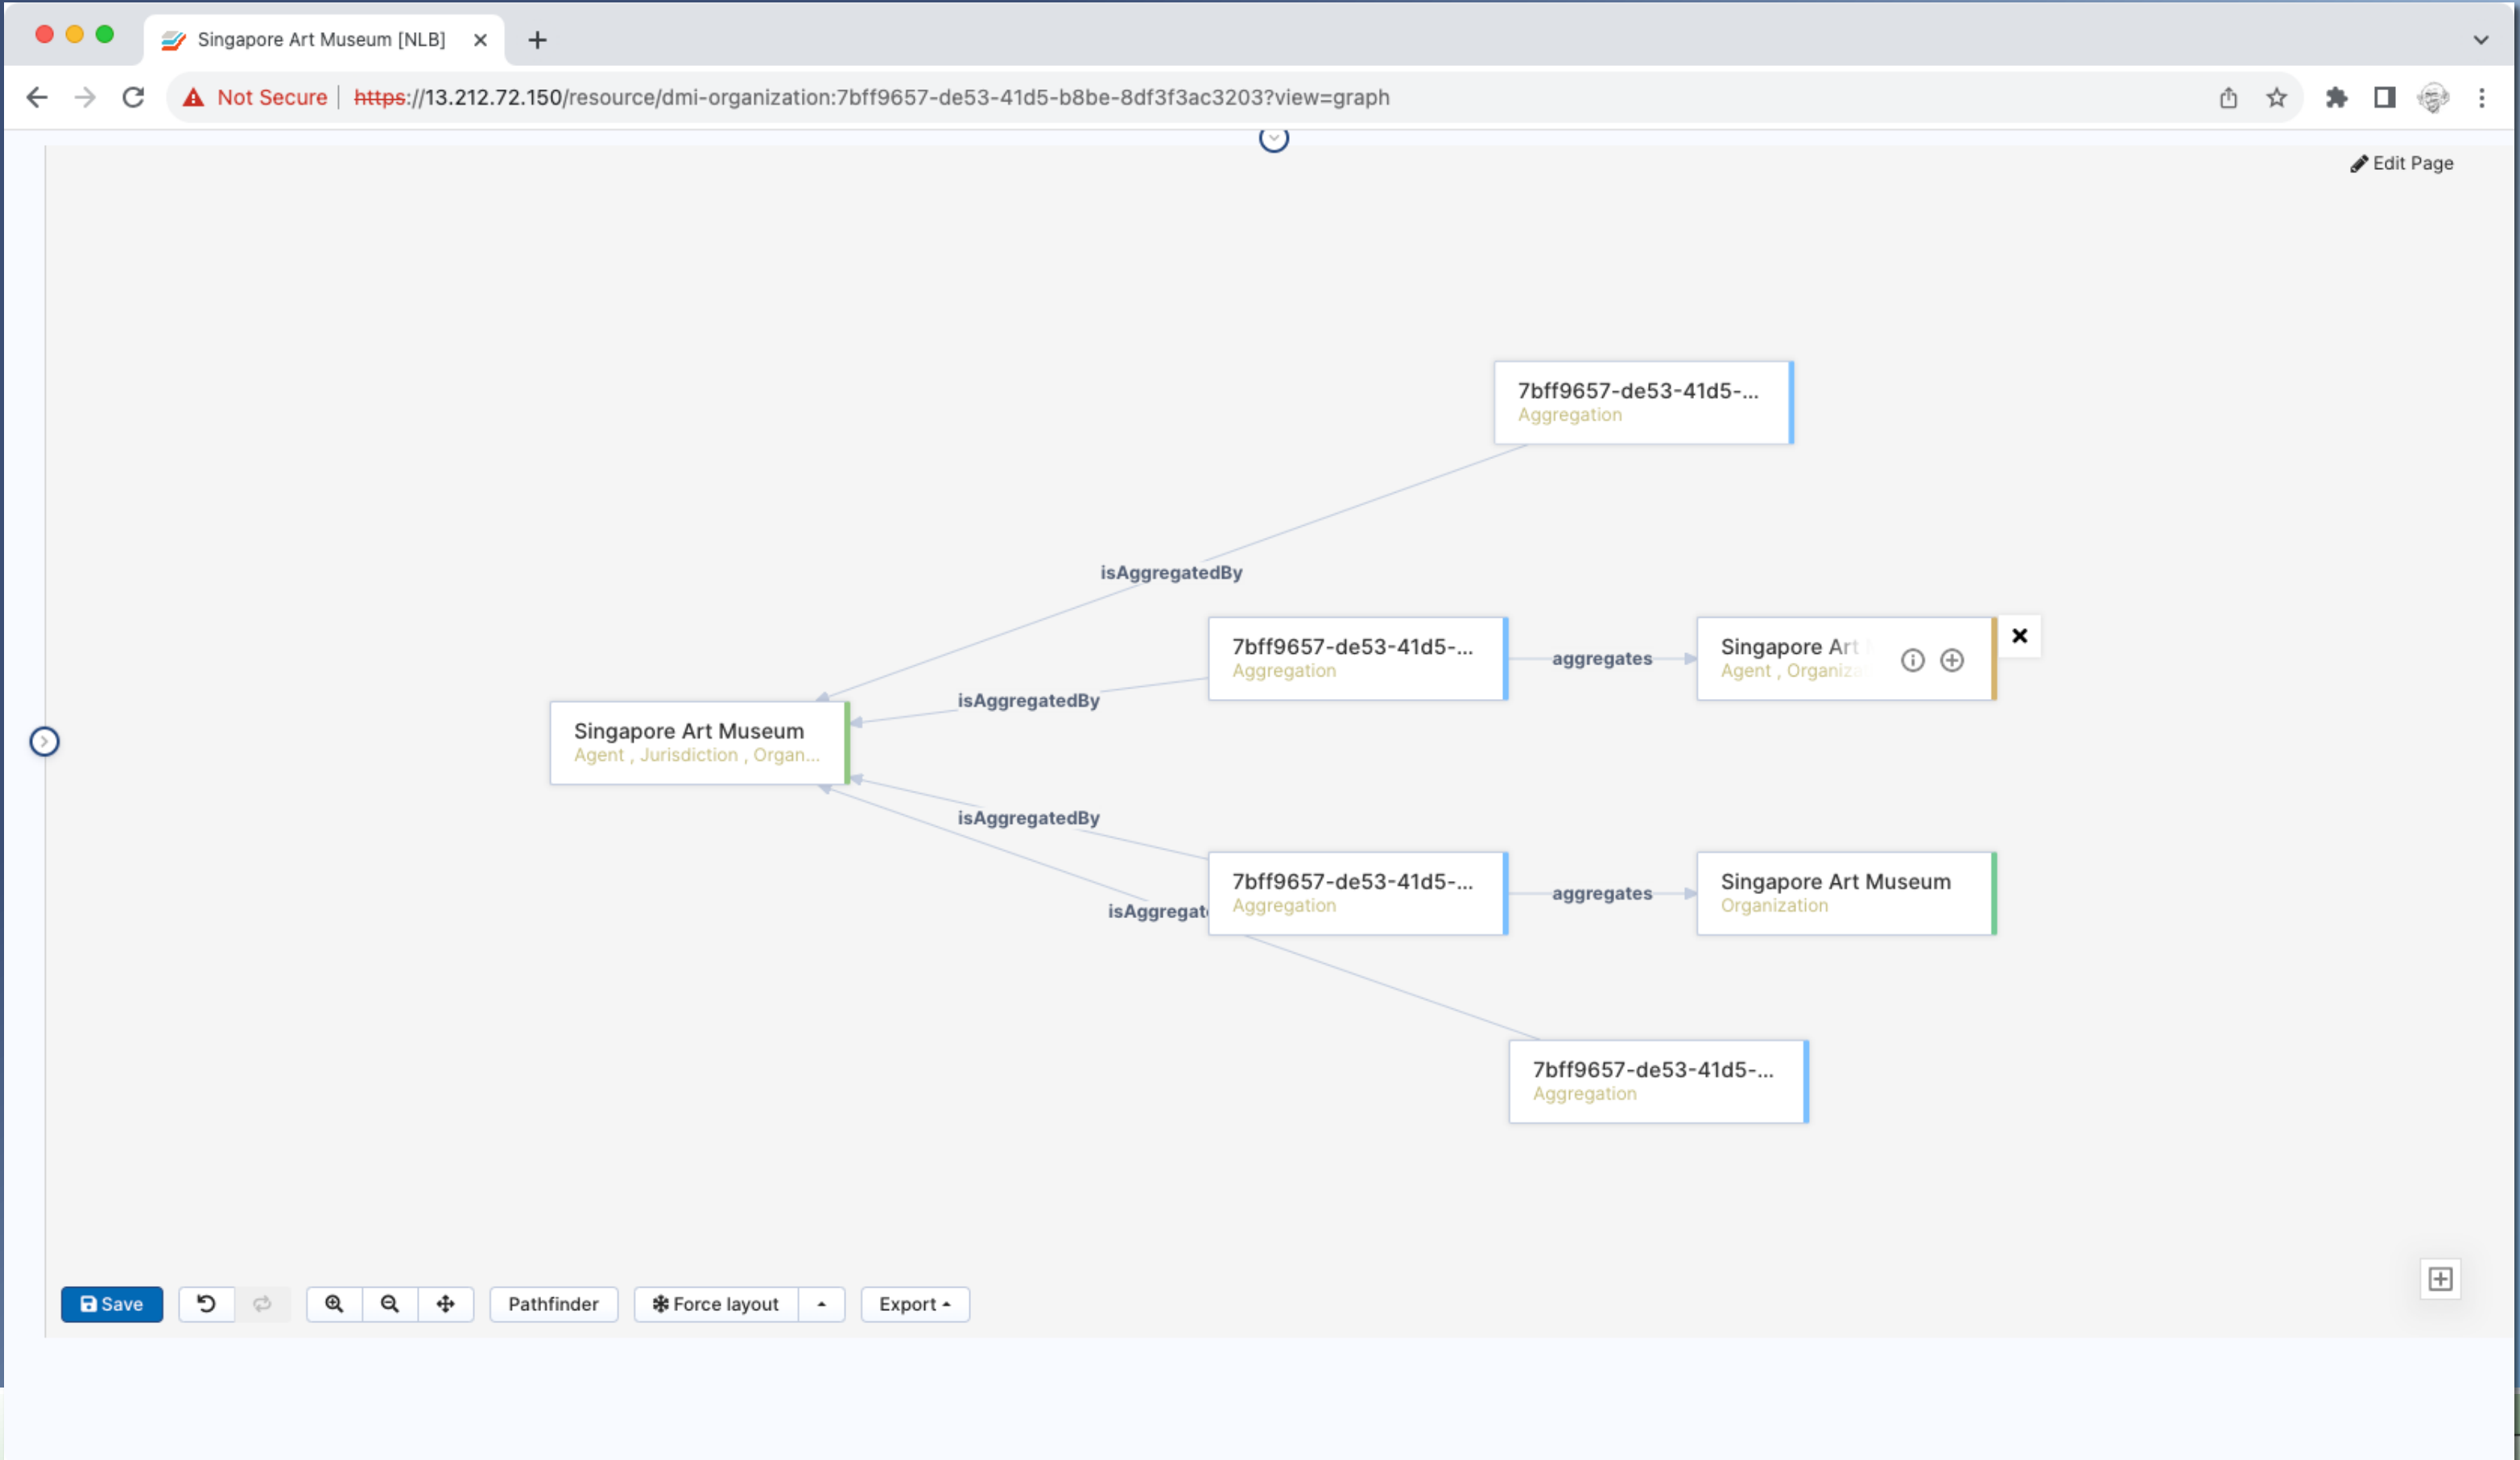 Singapore Art Museum [NLB]
Not Secure
https://13.212.72.150/resource/dmi-organization:7bff9657-de53-41d5-b8be-8df3f3ac3203?view=graph
Edit Page
7bff9657-de53-41d5-...
Aggregation
isAggregatedBy
7bff9657-de53-41d5-...
Aggregation
aggregates
Singapore Art
Agent , Organiza
isAggregatedBy
Singapore Art Museum
Agent , Jurisdiction , Organ...
isAggregatedBy
7bff9657-de53-41d5-...
Aggregation
aggregates
Singapore Art Museum
Organization
isAggregat
7bff9657-de53-41d5-...
Aggregation
Save
Pathfinder
Force layout
Export